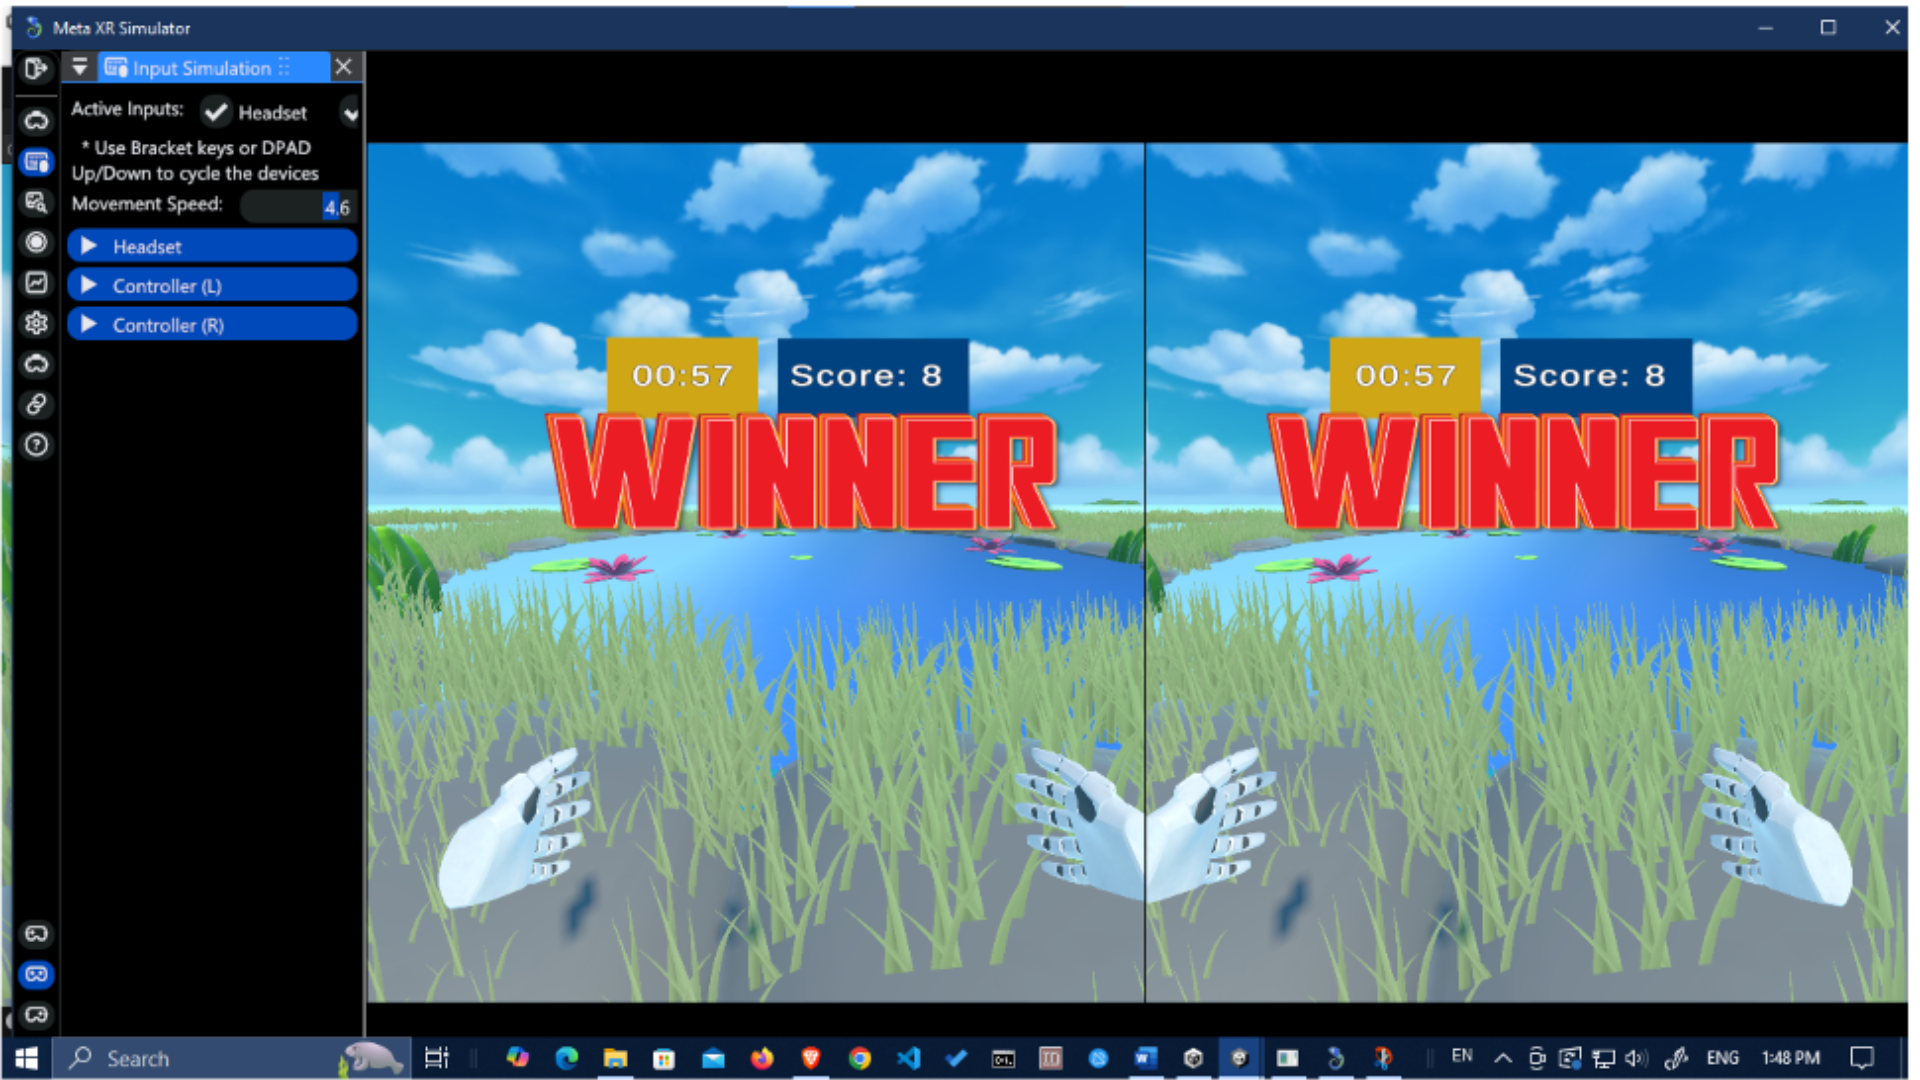 Meta XR Simulator
Input Simulation
Active Inputs: Headset
* Use Bracket keys or DPAD
Up/Down to cycle the devices
Movement Speed: 4,6
Headset
Controller (L)
Controller (R)
00:57 Score: 8
WINNER
00:57 Score: 8
WINNER
Search
EN
ENG
1:48 PM